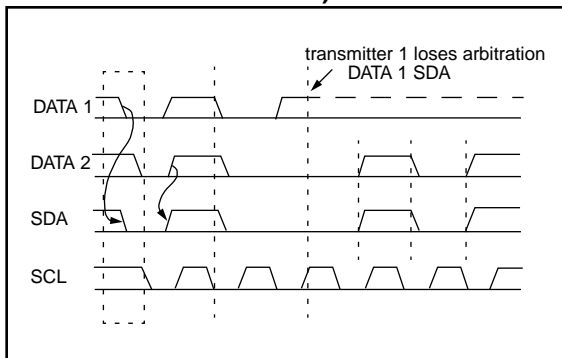 transmitter 1 loses arbitration
DATA 1 SDA
DATA 1
DATA 2
SDA
SCL